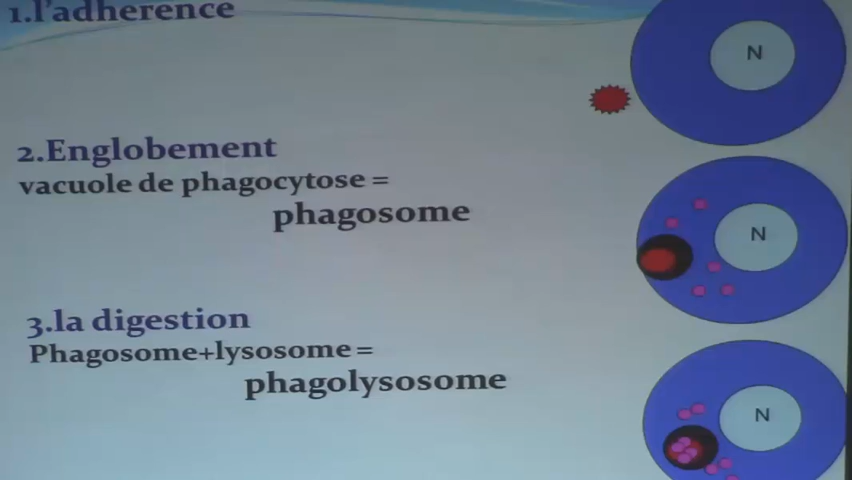 1.l'adherence
N
2.Englobement
vacuole de phagocytose =
phagosome
N
3.la digestion
Phagosome+lysosome =
phagolysosome
N